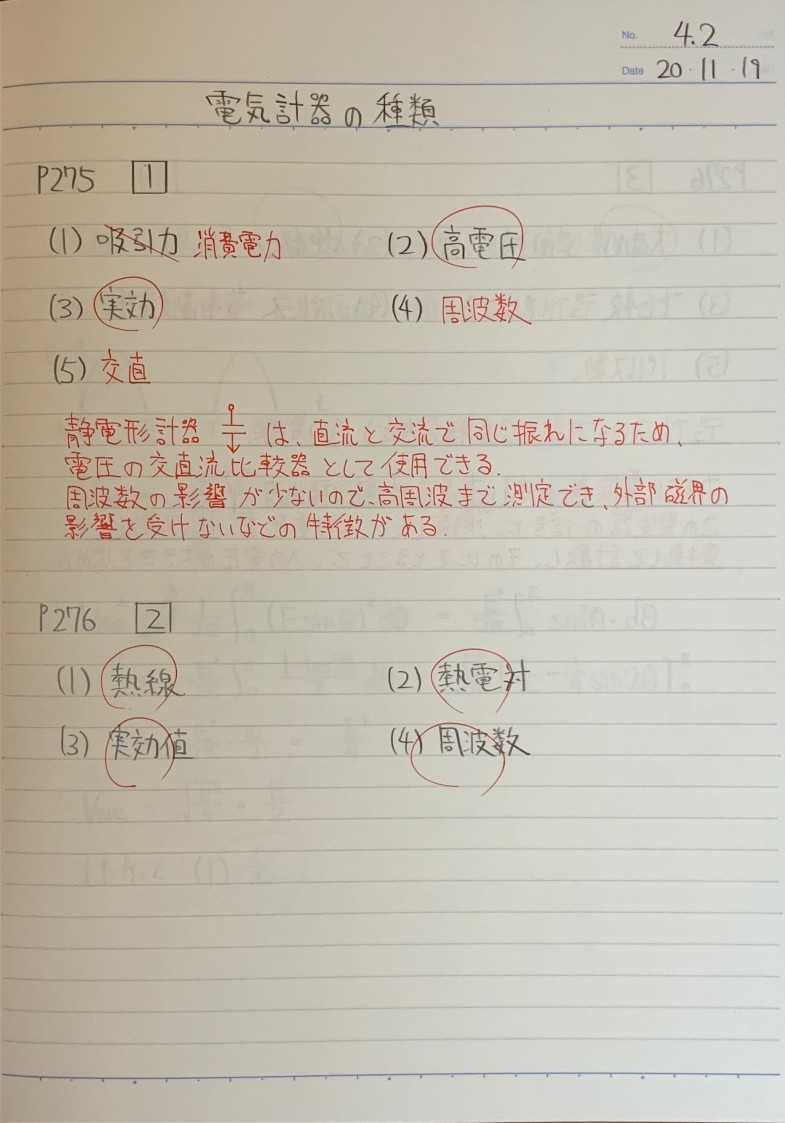 No. 4.2
Date 20・11・19
電気計器の種類
P275 1
(1) 吸引力 消費電力 (2) 高電圧
(3) 実効 (4) 周波数
(5) 交直
静電形計器 は、直流と交流で同じ振れになるため、
電圧の交直流比較器として使用できる.
周波数の影響が少ないので、高周波まで測定でき、外部磁界の
影響を受けないなどの特徴がある.
P276 2
(1) 熱線 (2) 熱電対
(3) 実効値 (4) 周波数